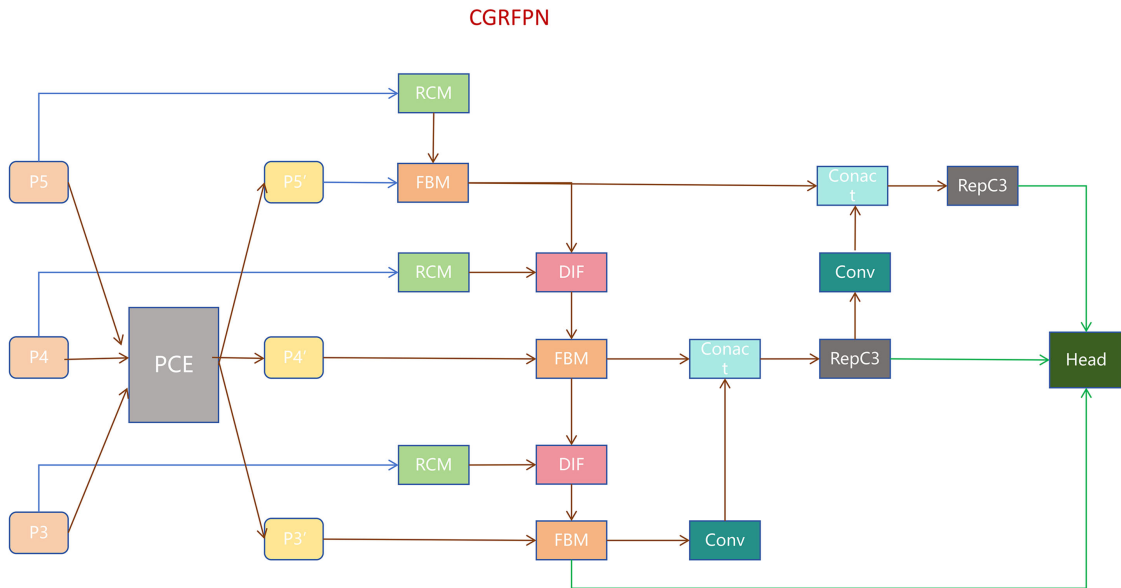 CGRFPN
RCM
P5
P5'
FBM
Conac
t
RepC3
RCM
DIF
Conv
PCE
P4
P4'
FBM
Conac
t
RepC3
Head
RCM
DIF
P3
P3'
FBM
Conv